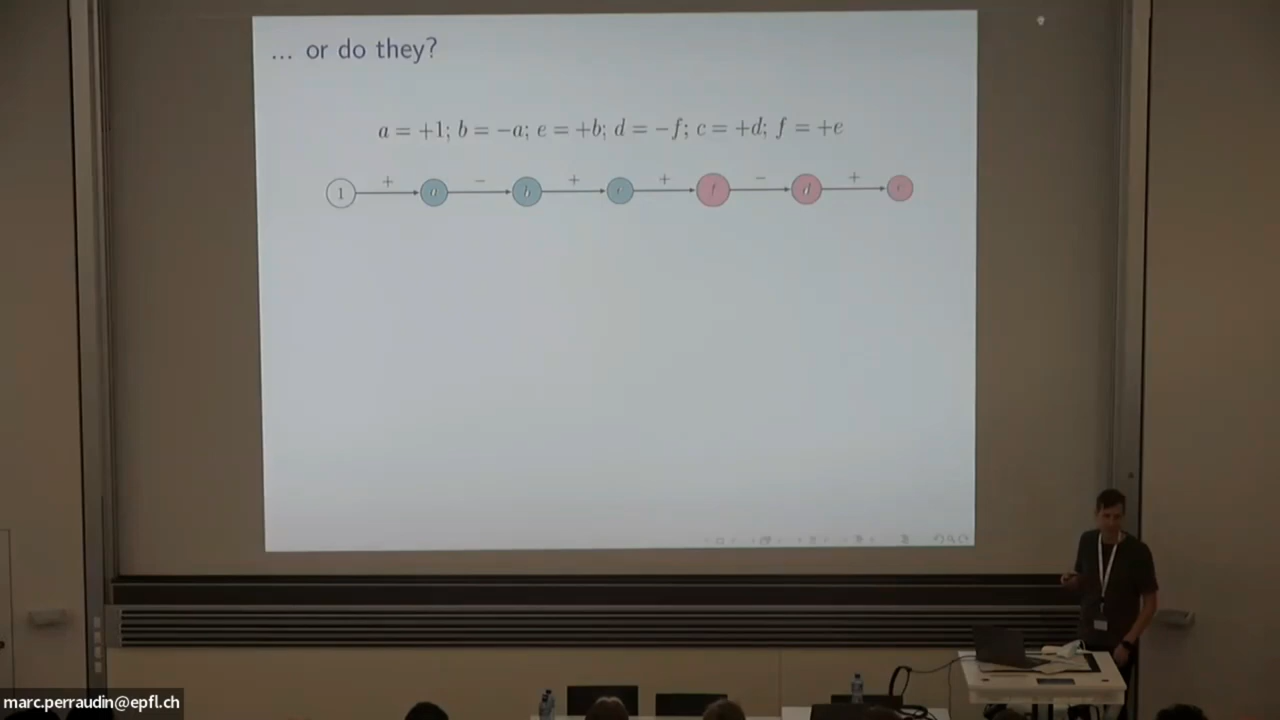 ... or do they?
a = +1; b = −a; e = +b; d = −f; c = +d; f = +e
+ − + + − +
1 a b e f d c
marc.perraudin@epfl.ch